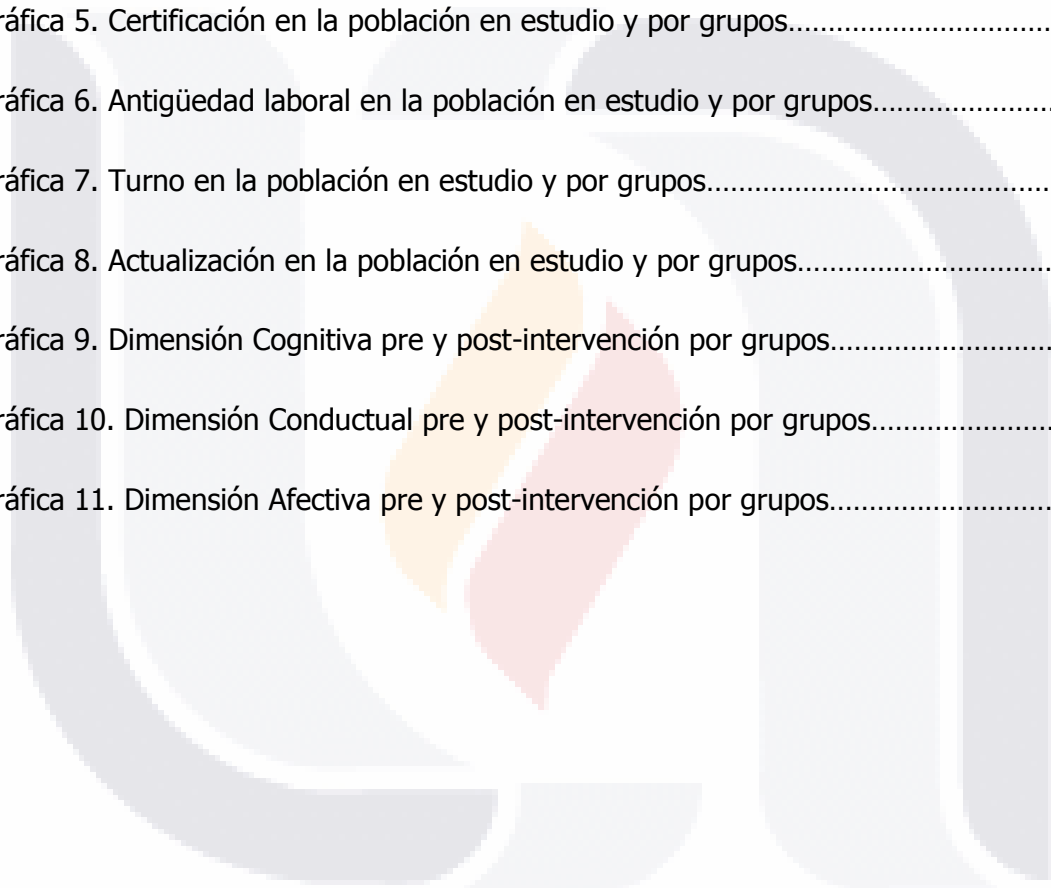 ráfica 5. Certificación en la población en estudio y por grupos................................
ráfica 6. Antigüedad laboral en la población en estudio y por grupos.......................
ráfica 7. Turno en la población en estudio y por grupos...........................................
ráfica 8. Actualización en la población en estudio y por grupos...............................
ráfica 9. Dimensión Cognitiva pre y post-intervención por grupos...........................
ráfica 10. Dimensión Conductual pre y post-intervención por grupos......................
ráfica 11. Dimensión Afectiva pre y post-intervención por grupos...........................